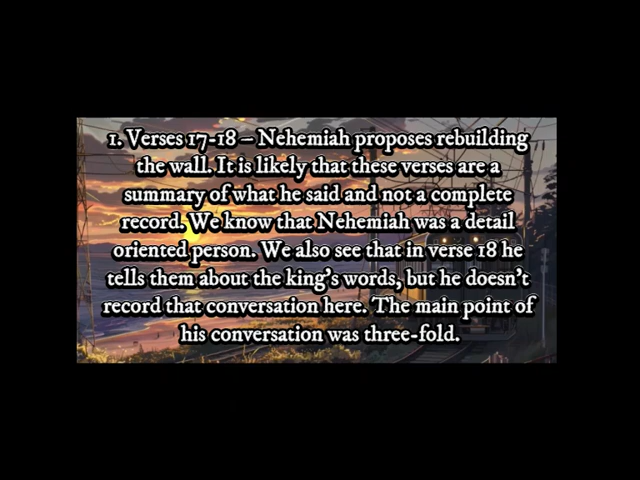 1. Verses 17-18 – Nehemiah proposes rebuilding
the wall. It is likely that these verses are a
summary of what he said and not a complete
record. We know that Nehemiah was a detail
oriented person. We also see that in verse 18 he
tells them about the king's words, but he doesn't
record that conversation here. The main point of
his conversation was three-fold.